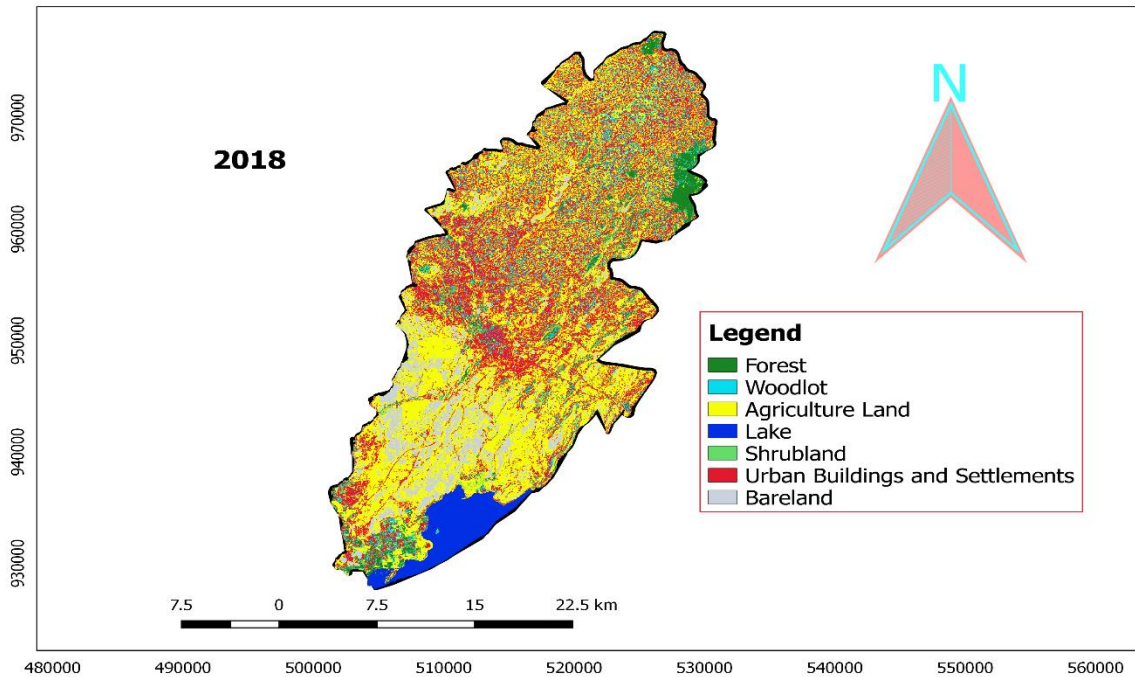 N
2018
970000
960000
950000
940000
930000
Legend
Forest
Woodlot
Agriculture Land
Lake
Shrubland
Urban Buildings and Settlements
Bareland
7.5 0 7.5 15 22.5 km
480000 490000 500000 510000 520000 530000 540000 550000 560000